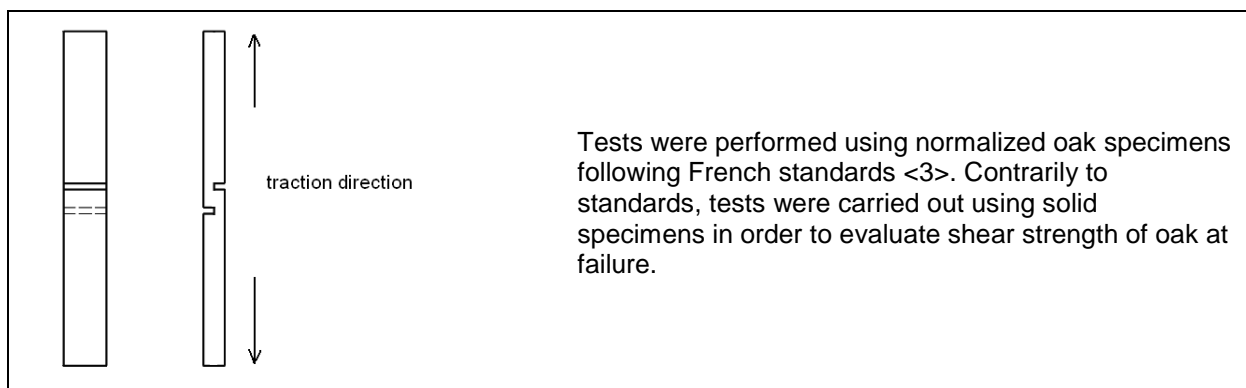 traction direction
Tests were performed using normalized oak specimens
following French standards <3>. Contrarily to
standards, tests were carried out using solid
specimens in order to evaluate shear strength of oak at
failure.